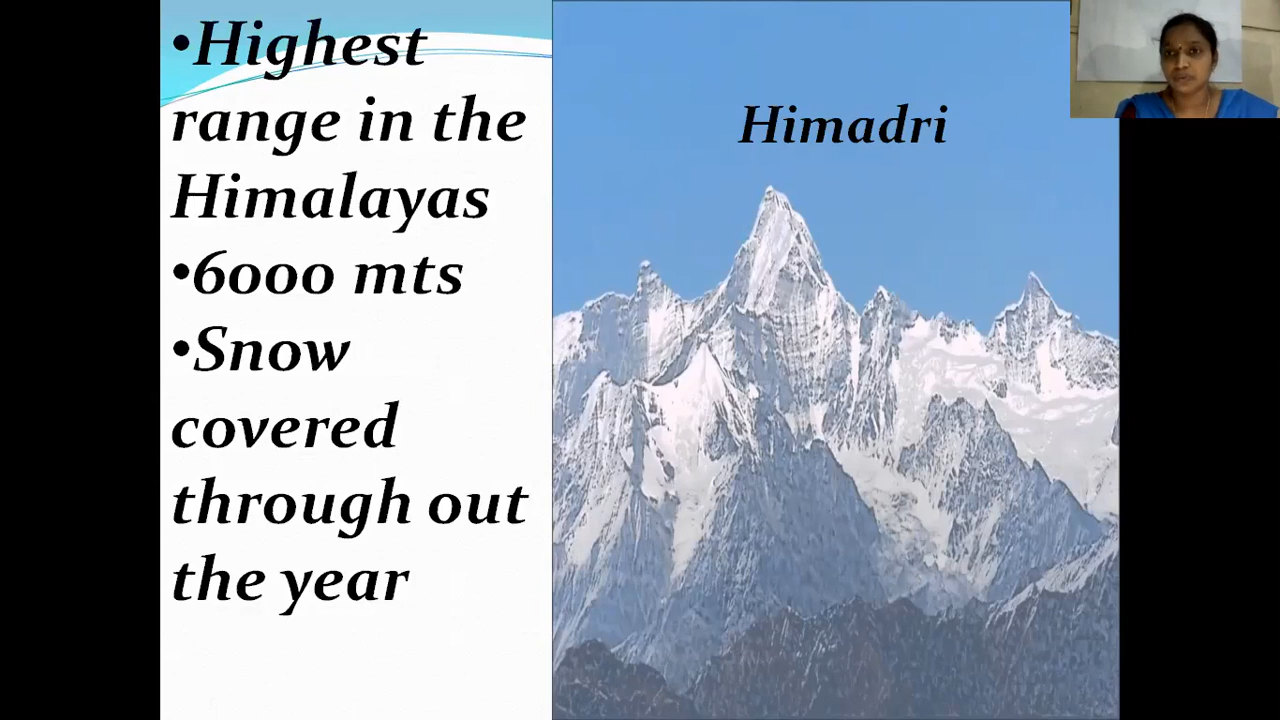 •Highest
range in the
Himalayas
•6000 mts
•Snow
covered
through out
the year
Himadri